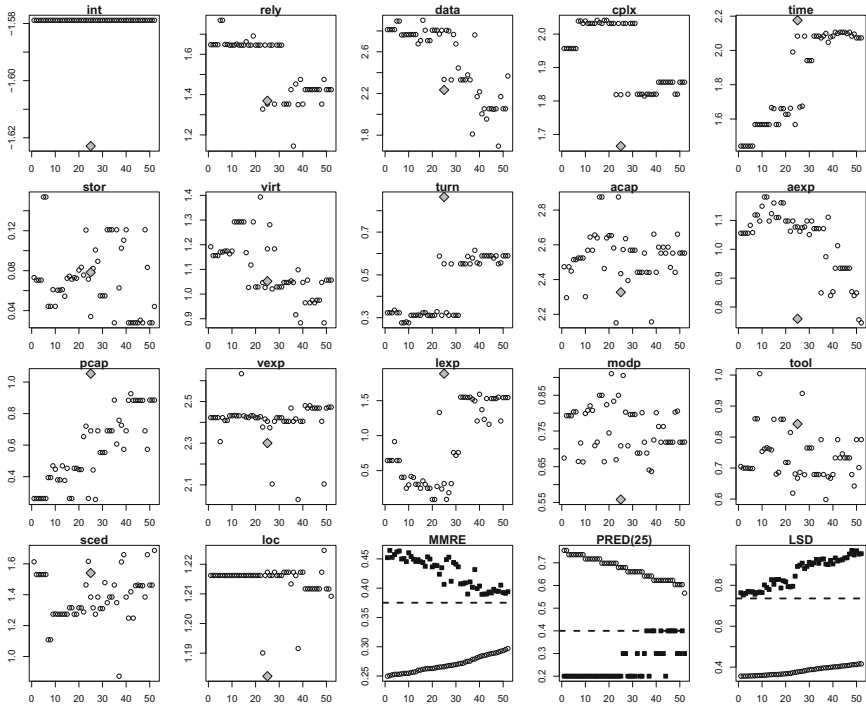 int
−1.58
−1.60
−1.62
0 10 20 30 40 50
rely
1.6
1.4
1.2
0 10 20 30 40 50
data
2.6
2.2
1.8
0 10 20 30 40 50
cplx
2.0
1.9
1.8
1.7
0 10 20 30 40 50
time
2.2
2.0
1.8
1.6
0 10 20 30 40 50
stor
0.12
0.08
0.04
0 10 20 30 40 50
virt
1.4
1.3
1.2
1.1
1.0
0.9
0 10 20 30 40 50
turn
0.7
0.5
0.3
0 10 20 30 40 50
acap
2.8
2.6
2.4
2.2
0 10 20 30 40 50
aexp
1.1
1.0
0.9
0.8
0 10 20 30 40 50
pcap
1.0
0.8
0.6
0.4
0 10 20 30 40 50
vexp
2.5
2.3
2.1
0 10 20 30 40 50
lexp
1.5
1.0
0.5
0 10 20 30 40 50
modp
0.85
0.75
0.65
0.55
0 10 20 30 40 50
tool
1.0
0.9
0.8
0.7
0.6
0 10 20 30 40 50
sced
1.6
1.4
1.2
1.0
0 10 20 30 40 50
loc
1.22
1.21
1.20
1.19
1.18
0 10 20 30 40 50
MMRE
0.45
0.40
0.35
0.30
0.25
0 10 20 30 40 50
PRED(25)
0.7
0.6
0.5
0.4
0.3
0.2
0 10 20 30 40 50
LSD
0.8
0.6
0.4
0 10 20 30 40 50